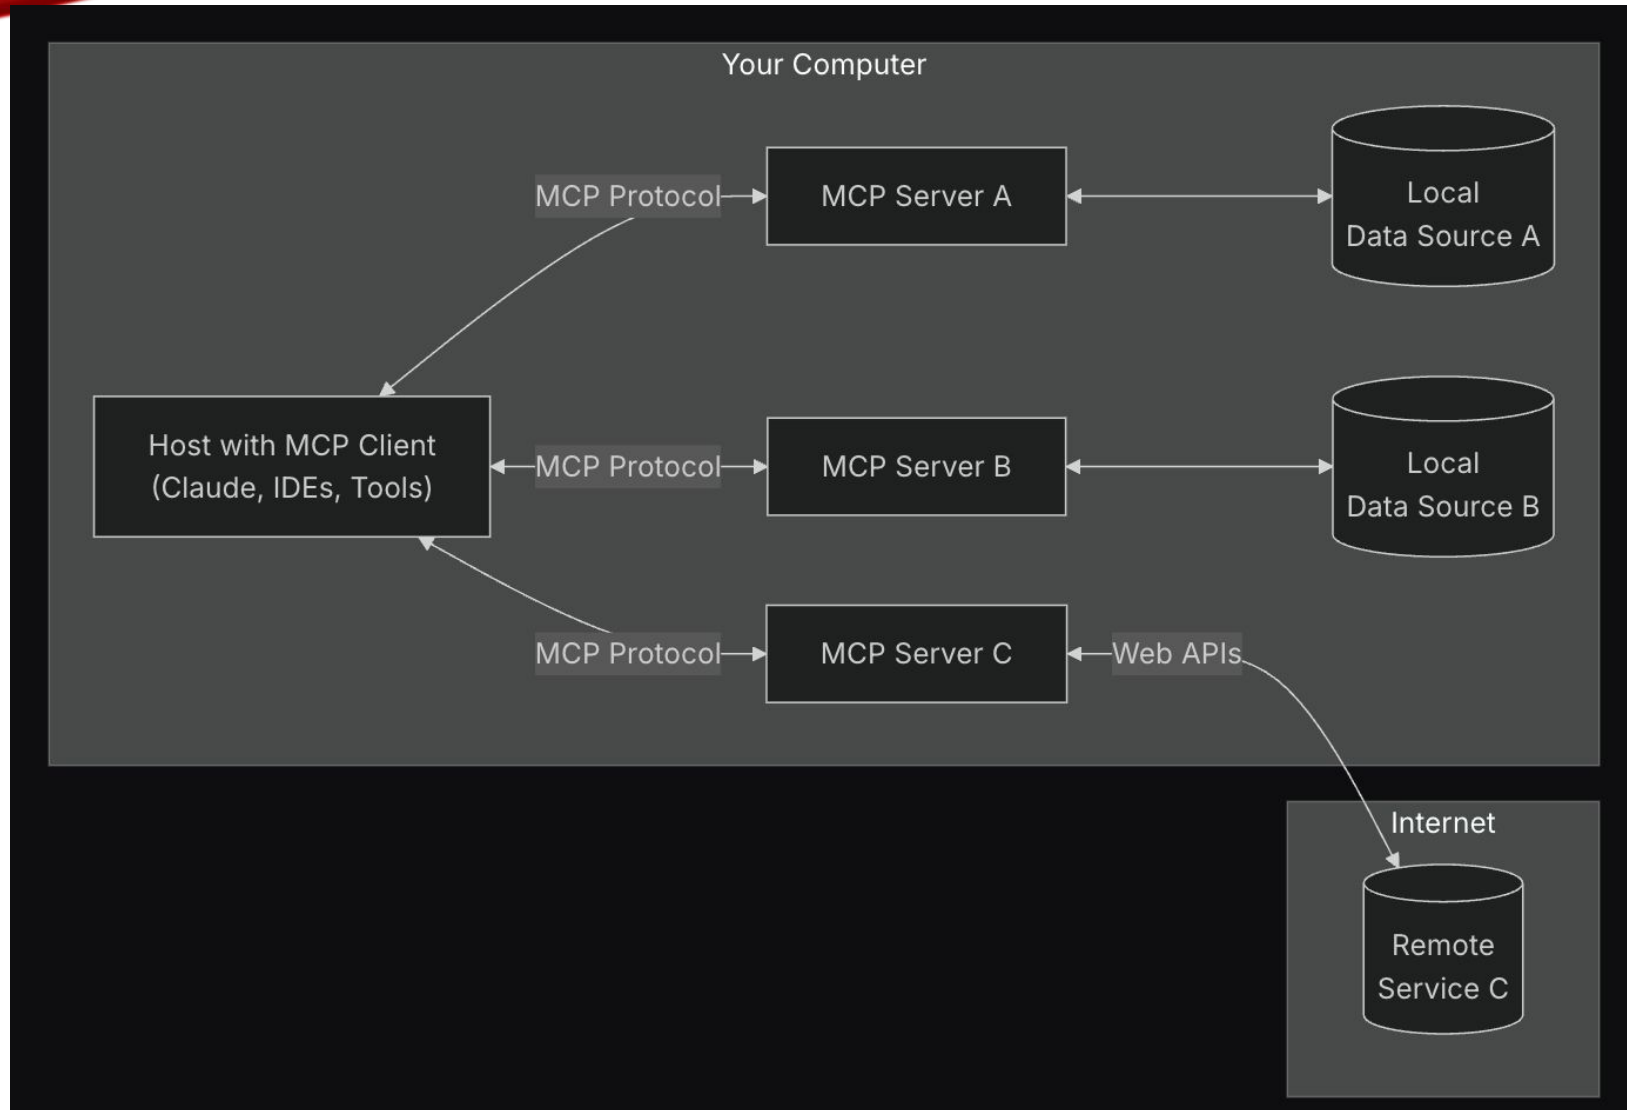 Your Computer
MCP Protocol
MCP Server A
Local
Data Source A
Host with MCP Client
(Claude, IDEs, Tools)
MCP Protocol
MCP Server B
Local
Data Source B
MCP Protocol
MCP Server C
Web APIs
Internet
Remote
Service C